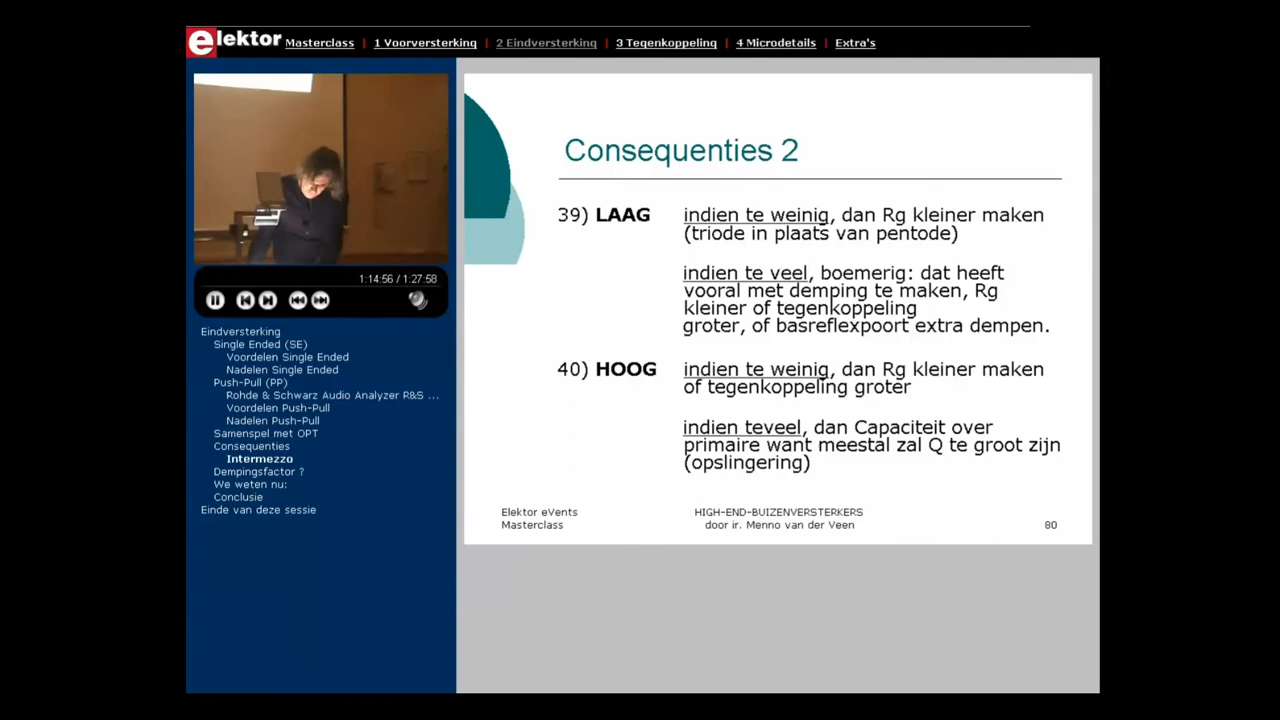 elektor Masterclass | 1 Voorversterking | 2 Eindversterking | 3 Tegenkoppeling | 4 Microdetails | Extra's
1:14:56 / 1:27:58
Eindversterking
Single Ended (SE)
Voordelen Single Ended
Nadelen Single Ended
Push-Pull (PP)
Rohde & Schwarz Audio Analyzer R&S ...
Voordelen Push-Pull
Nadelen Push-Pull
Samenspel met OPT
Consequenties
Intermezzo
Dempingsfactor ?
We weten nu:
Conclusie
Einde van deze sessie
Consequenties 2
39) LAAG indien te weinig, dan Rg kleiner maken
(triode in plaats van pentode)
indien te veel, boemerig: dat heeft
vooral met demping te maken, Rg
kleiner of tegenkoppeling
groter, of basreflexpoort extra dempen.
40) HOOG indien te weinig, dan Rg kleiner maken
of tegenkoppeling groter
indien teveel, dan Capaciteit over
primaire want meestal zal Q te groot zijn
(opslingering)
Elektor eVents
Masterclass
HIGH-END-BUIZENVERSTERKERS
door ir. Menno van der Veen
80